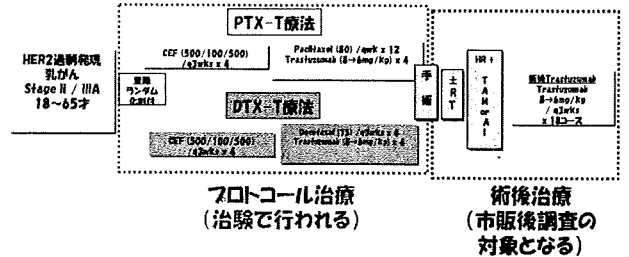 PTX-T療法
HER2過剰発現
乳がん
Stage II / IIIA
18〜65才
CEF (500/100/500)
/q3wks x 4
Paclitaxel (80) /qwk x 12
Trastuzumab (8→6mg/kg) x 4
登録
ランダム
化割付
DTX-T療法
CEF (500/100/500)
/q3wks x 4
Docetaxel (75) /q3wks x 4
Trastuzumab (8→6mg/kg) x 4
手術
±RT
HR+
TAM or AI
術後Trastuzumab
Trastuzumab
8→6mg/kg
/q3wks
x 18コース
プロトコール治療
(治験で行われる)
術後治療
(市販後調査の
対象となる)